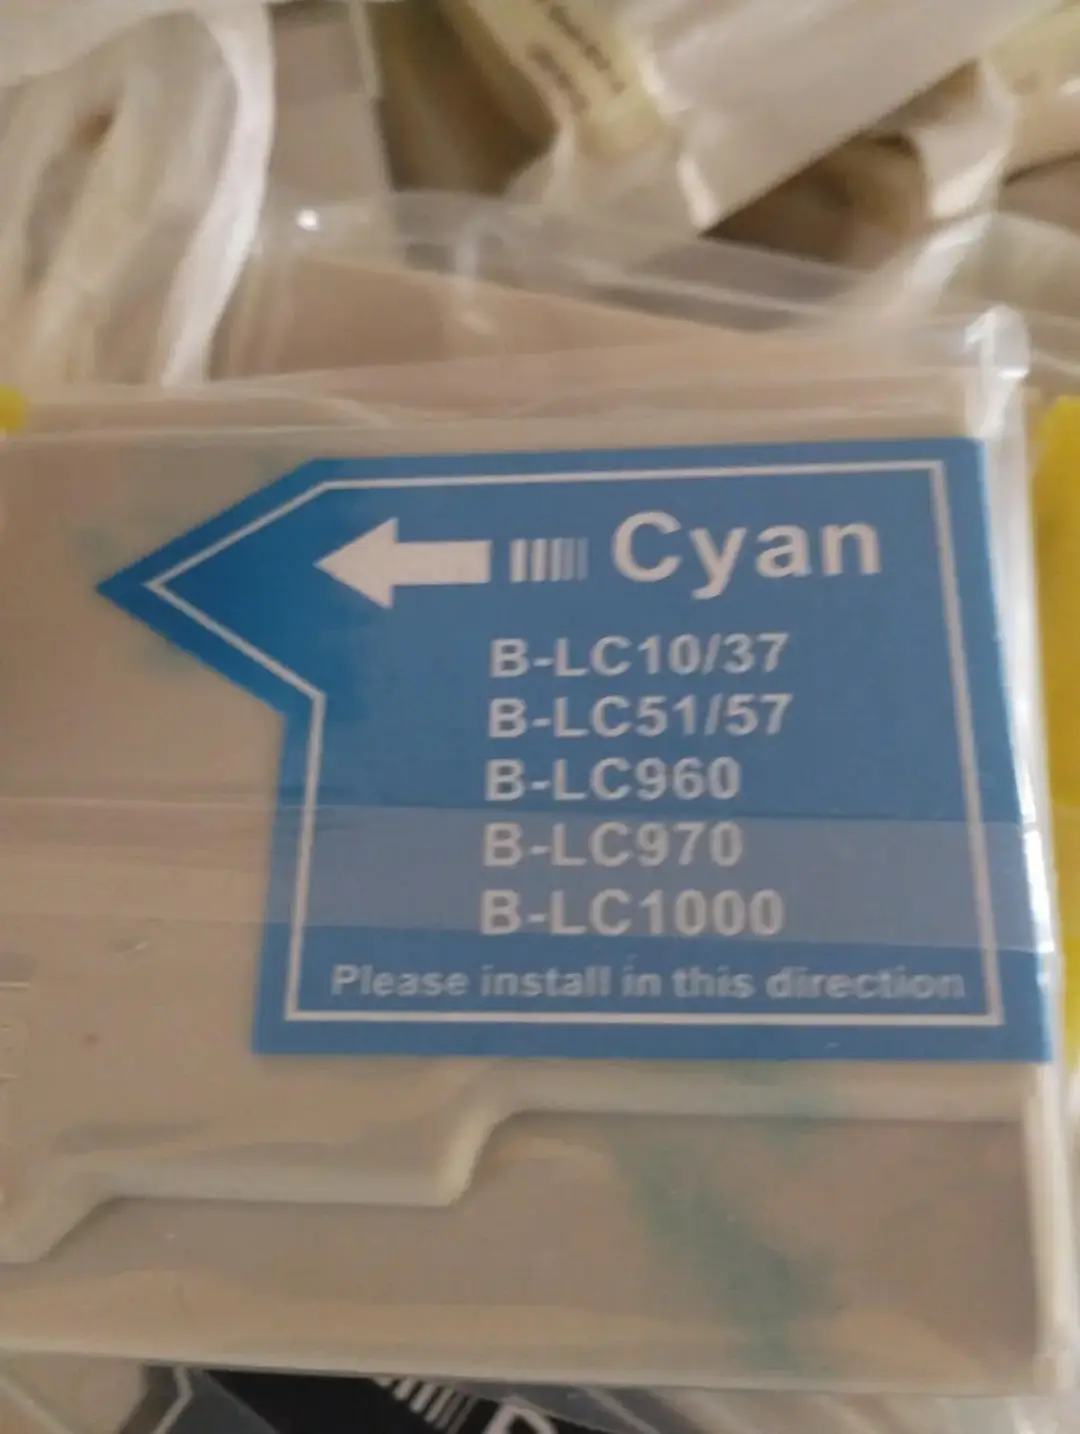 Cyan
B-LC10/37
B-LC51/57
B-LC960
B-LC970
B-LC1000
Please install in this direction